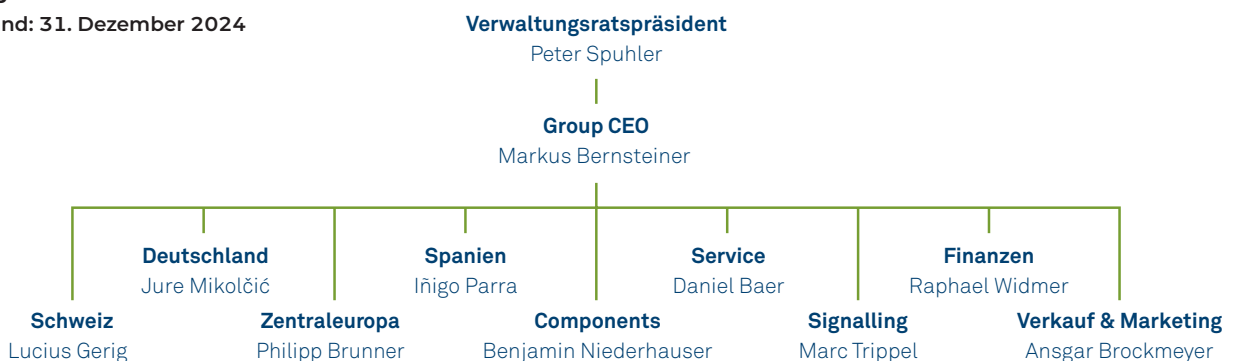 nd: 31. Dezember 2024
Verwaltungsratspräsident
Peter Spuhler
Group CEO
Markus Bernsteiner
Deutschland
Jure Mikolčić
Spanien
Iñigo Parra
Service
Daniel Baer
Finanzen
Raphael Widmer
Schweiz
Lucius Gerig
Zentraleuropa
Philipp Brunner
Components
Benjamin Niederhauser
Signalling
Marc Trippel
Verkauf & Marketing
Ansgar Brockmeyer